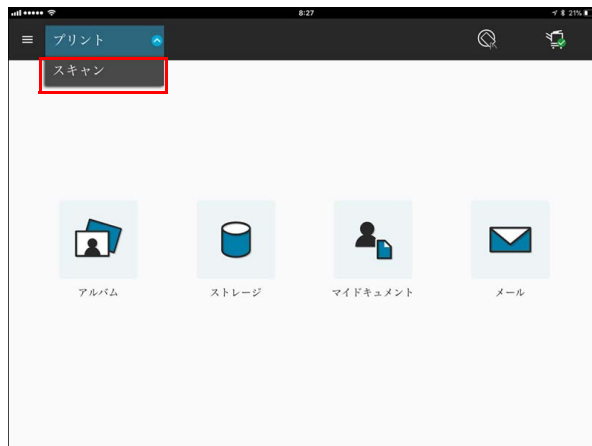 8:27
21%
プリント
スキャン
アルバム
ストレージ
マイドキュメント
メール